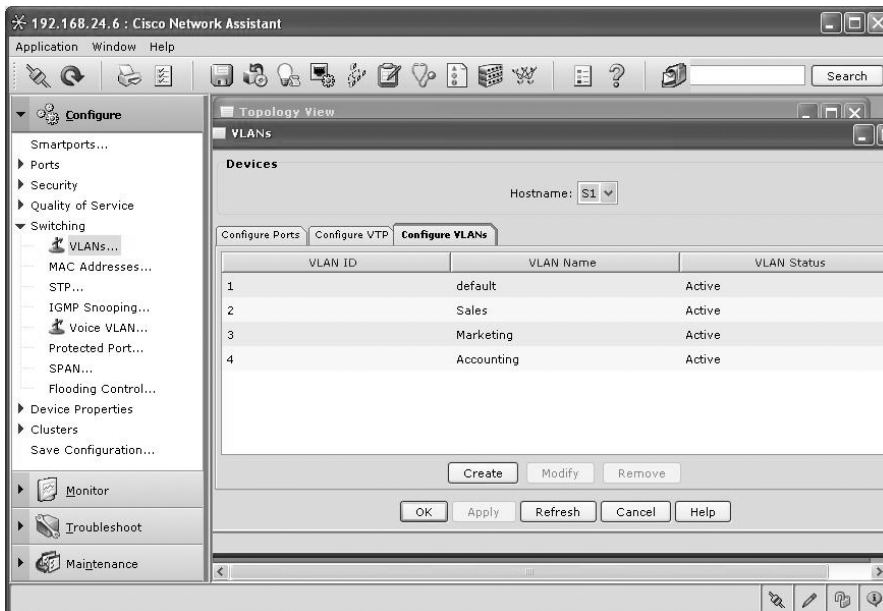 192.168.24.6 : Cisco Network Assistant
Application Window Help
Search
Configure
Smartports...
Ports
Security
Quality of Service
Switching
VLANs...
MAC Addresses...
STP...
IGMP Snooping...
Voice VLAN...
Protected Port...
SPAN...
Flooding Control...
Device Properties
Clusters
Save Configuration...
Monitor
Troubleshoot
Maintenance
Topology View
VLANs
Devices
Hostname: S1
Configure Ports Configure VTP Configure VLANs
VLAN ID VLAN Name VLAN Status
1 default Active
2 Sales Active
3 Marketing Active
4 Accounting Active
Create Modify Remove
OK Apply Refresh Cancel Help